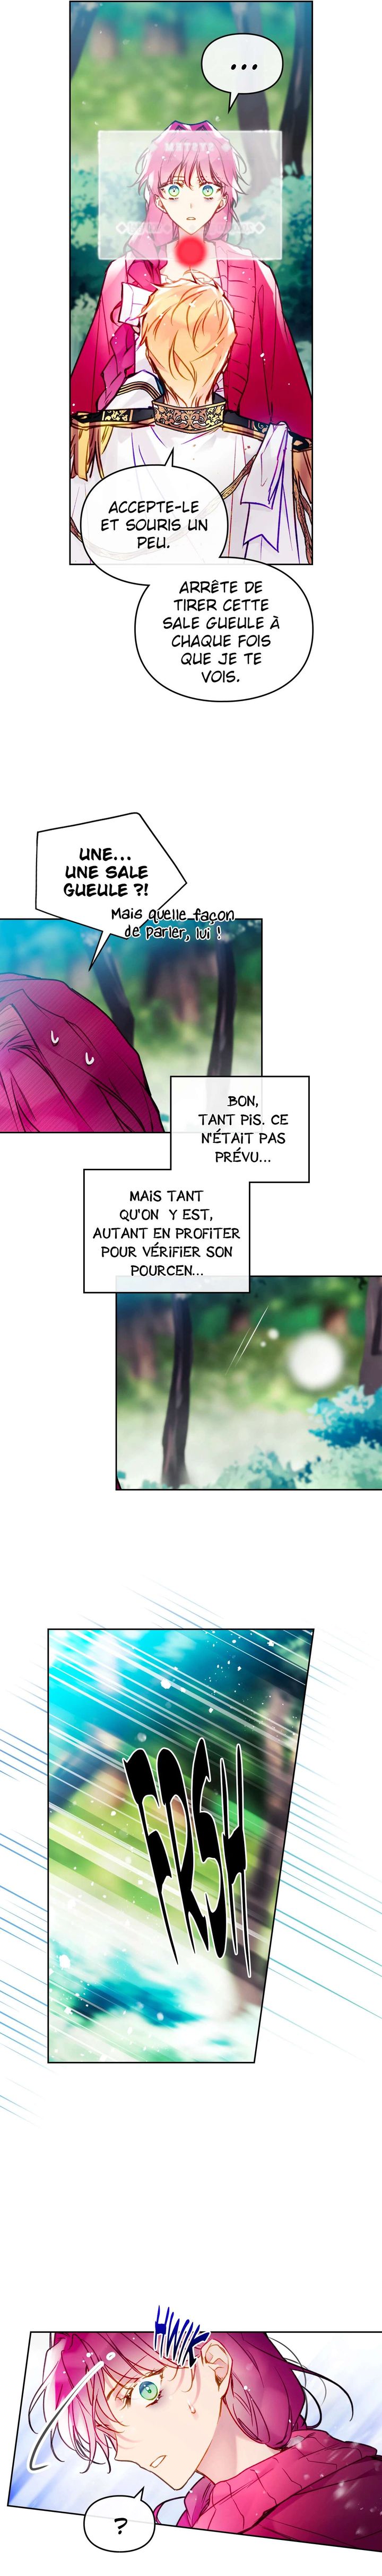 ...
ACCEPTE-LE
ET SOURIS UN
PEU.
ARRÊTE DE
TIRER CETTE
SALE GUEULE À
CHAQUE FOIS
QUE JE TE
VOIS.
UNE...
UNE SALE
GUEULE ?!
Mais quelle façon
de parler, lui !
BON,
TANT PIS. CE
N'ÉTAIT PAS
PRÉVU...
MAIS TANT
QU'ON Y EST,
AUTANT EN PROFITER
POUR VÉRIFIER SON
POURCEN...
FRSH
HWIK
?